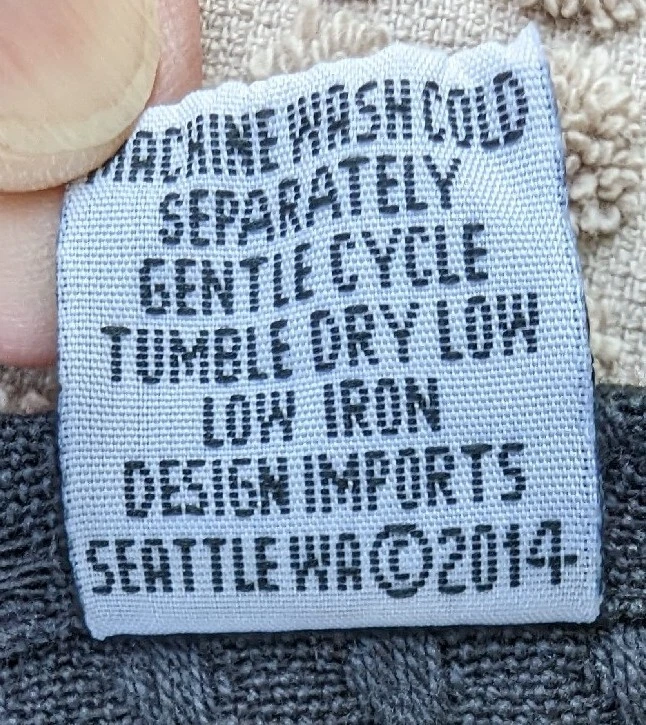 MACHINE WASH COLD
SEPARATELY
GENTLE CYCLE
TUMBLE DRY LOW
LOW IRON
DESIGN IMPORTS
SEATTLE WA©2014